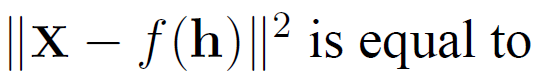 ||x − f(h)||² is equal to